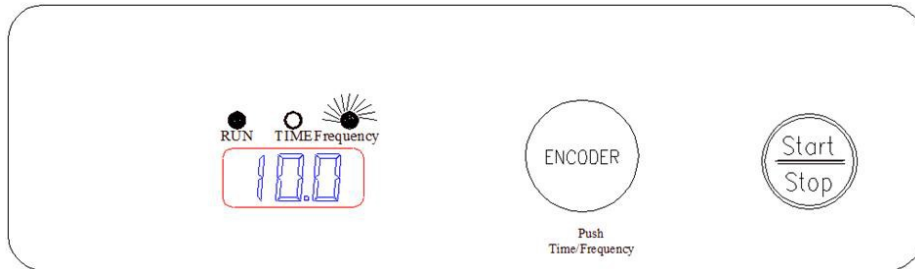 RUN TIME Frequency
10.0
ENCODER
Push
Time/Frequency
Start
Stop